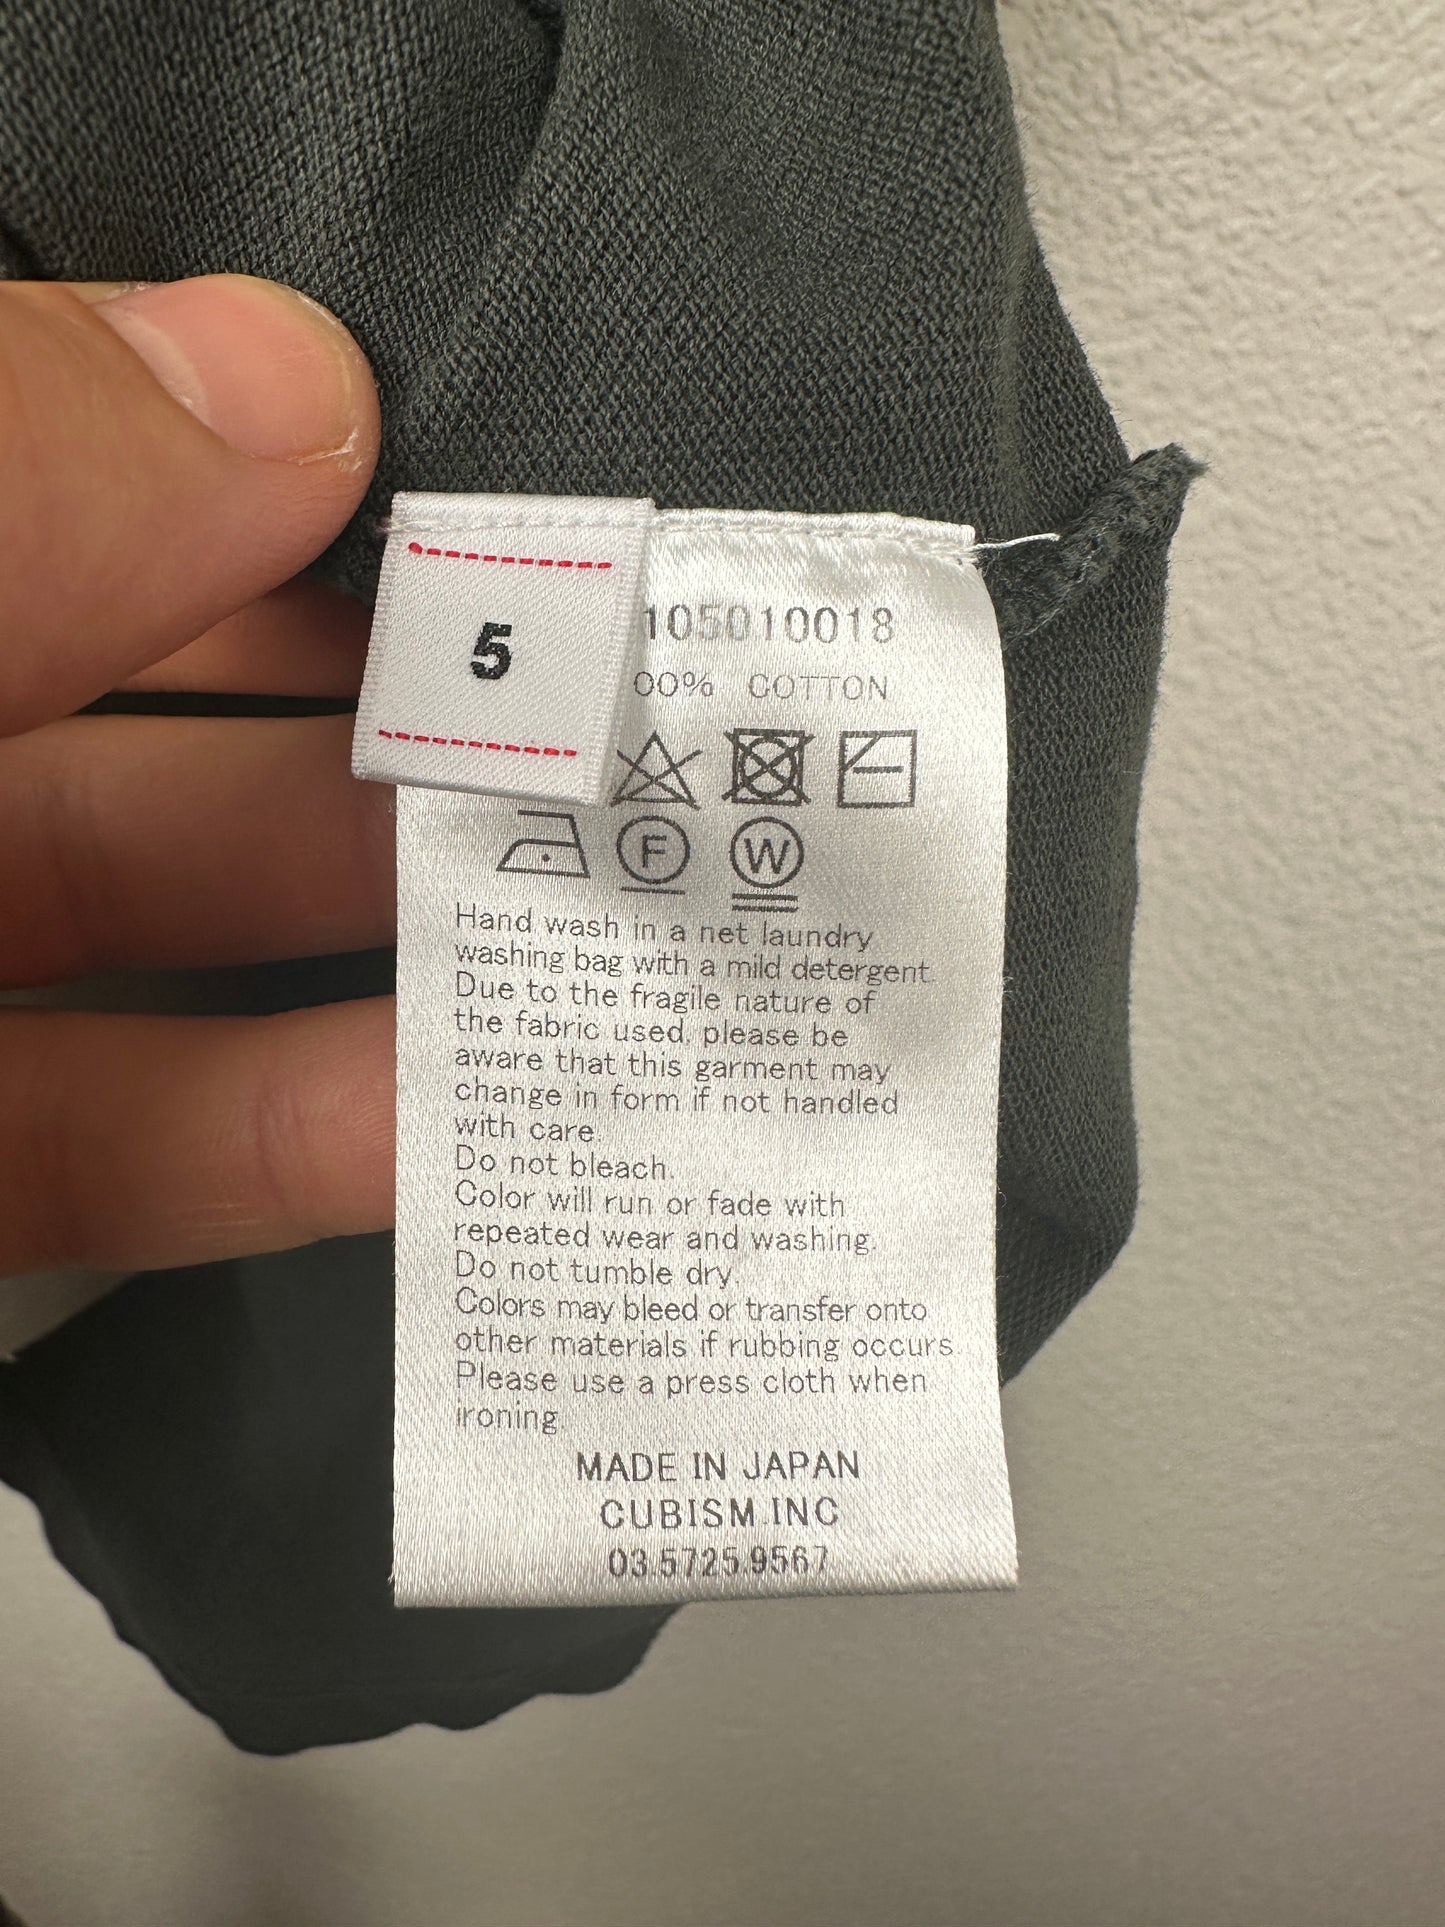 5
105010018
00% COTTON
F W
Hand wash in a net laundry
washing bag with a mild detergent.
Due to the fragile nature of
the fabric used, please be
aware that this garment may
change in form if not handled
with care.
Do not bleach.
Color will run or fade with
repeated wear and washing.
Do not tumble dry.
Colors may bleed or transfer onto
other materials if rubbing occurs.
Please use a press cloth when
ironing.
MADE IN JAPAN
CUBISM.INC
03.5725.9567